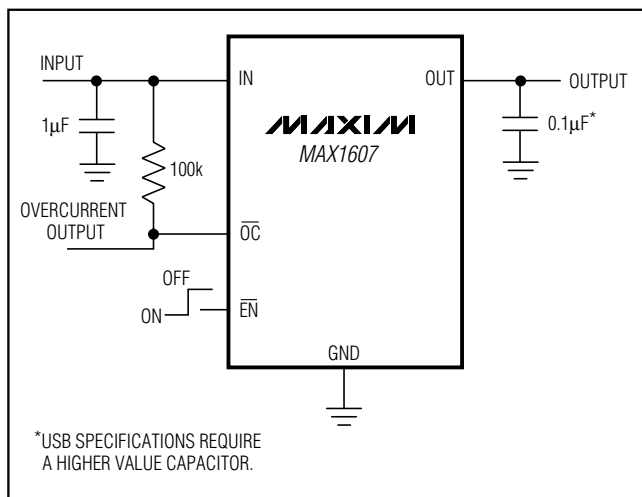 INPUT
IN
OUT
OUTPUT
1µF
MAXIM
MAX1607
0.1µF*
100k
OVERCURRENT
OUTPUT
OC
OFF
ON
EN
GND
*USB SPECIFICATIONS REQUIRE
A HIGHER VALUE CAPACITOR.